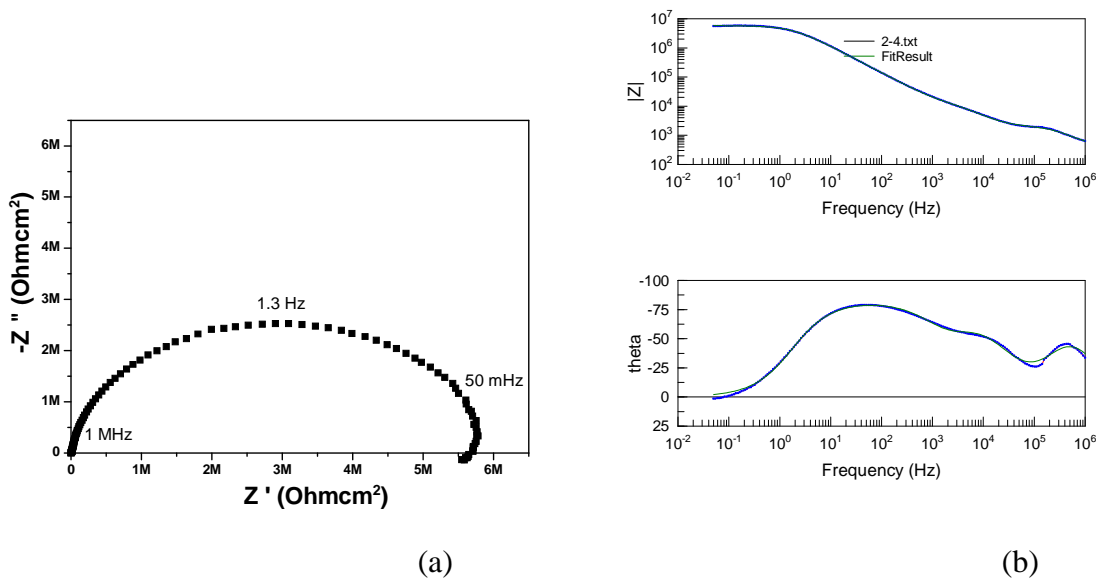 6M
5M
4M
3M
2M
1M
0
-Z " (Ohmcm²)
1.3 Hz
50 mHz
1 MHz
0 1M 2M 3M 4M 5M 6M
Z ' (Ohmcm²)
(a)
10⁷
10⁶
10⁵
10⁴
10³
10²
|Z|
2-4.txt
FitResult
10⁻² 10⁻¹ 10⁰ 10¹ 10² 10³ 10⁴ 10⁵ 10⁶
Frequency (Hz)
-100
-75
-50
-25
0
25
theta
10⁻² 10⁻¹ 10⁰ 10¹ 10² 10³ 10⁴ 10⁵ 10⁶
Frequency (Hz)
(b)